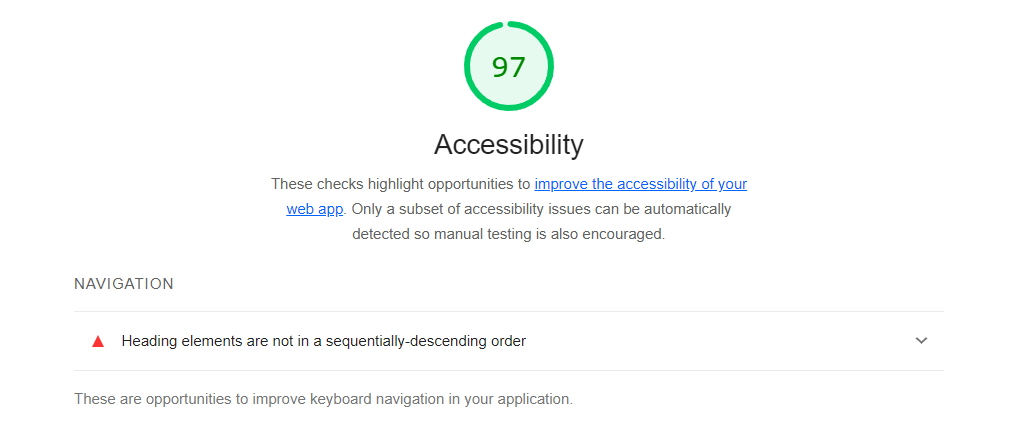 97
Accessibility
These checks highlight opportunities to improve the accessibility of your
web app. Only a subset of accessibility issues can be automatically
detected so manual testing is also encouraged.
NAVIGATION
Heading elements are not in a sequentially-descending order
These are opportunities to improve keyboard navigation in your application.